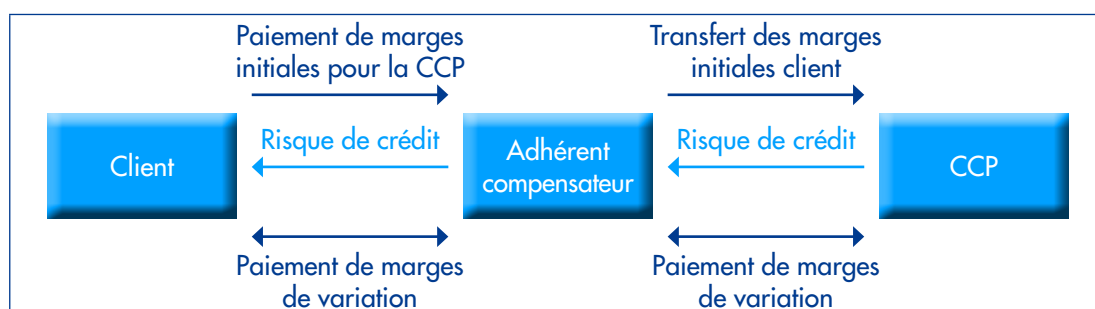 Paiement de marges
initiales pour la CCP
Transfert des marges
initiales client
Client
Risque de crédit
Adhérent
compensateur
Risque de crédit
CCP
Paiement de marges
de variation
Paiement de marges
de variation